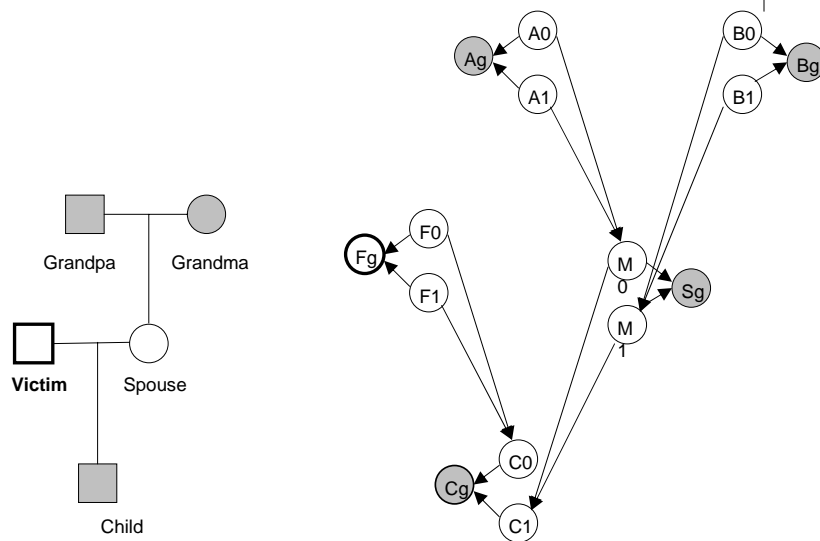 Grandpa
Grandma
Victim
Spouse
Child
A0
Ag
A1
B0
Bg
B1
F0
Fg
F1
M
0
Sg
M
1
C0
Cg
C1